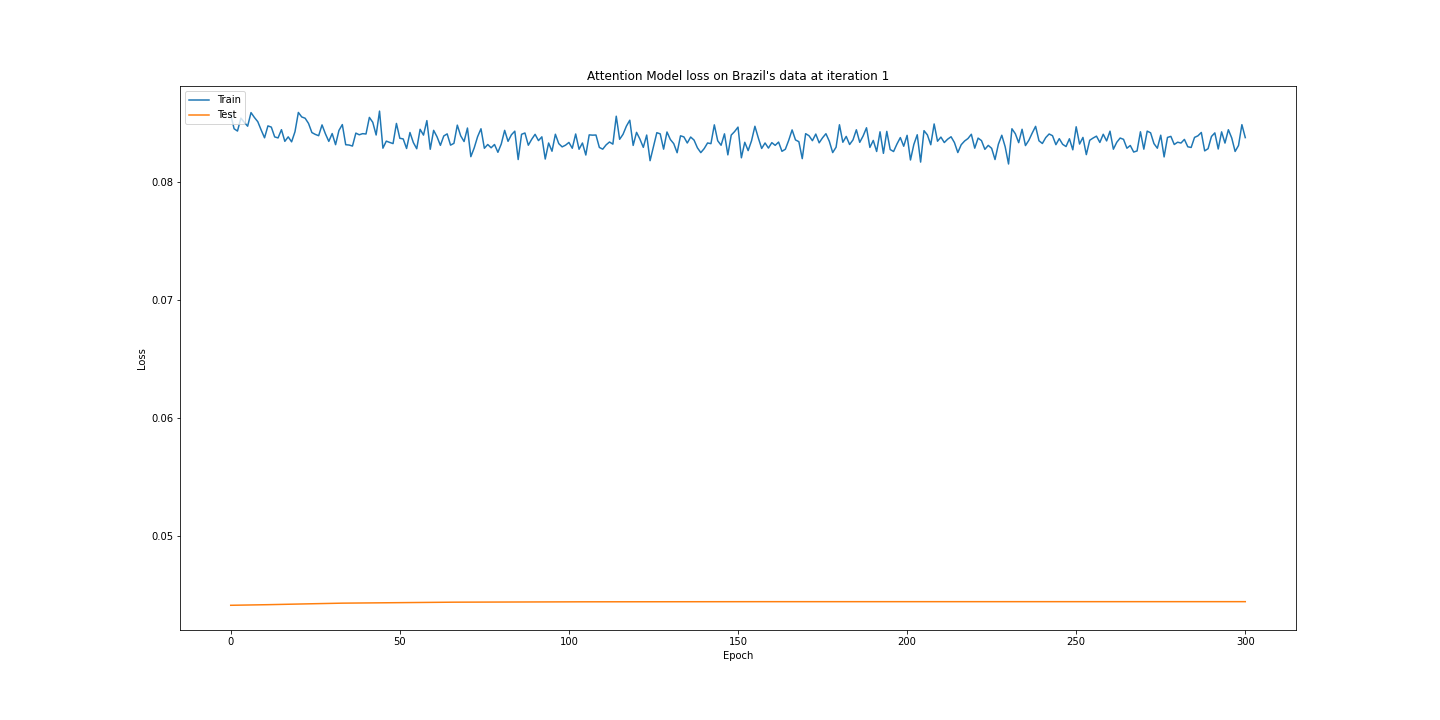 Attention Model loss on Brazil's data at iteration 1
Train
Test
0.08
0.07
0.06
0.05
Loss
0
50
100
150
200
250
300
Epoch